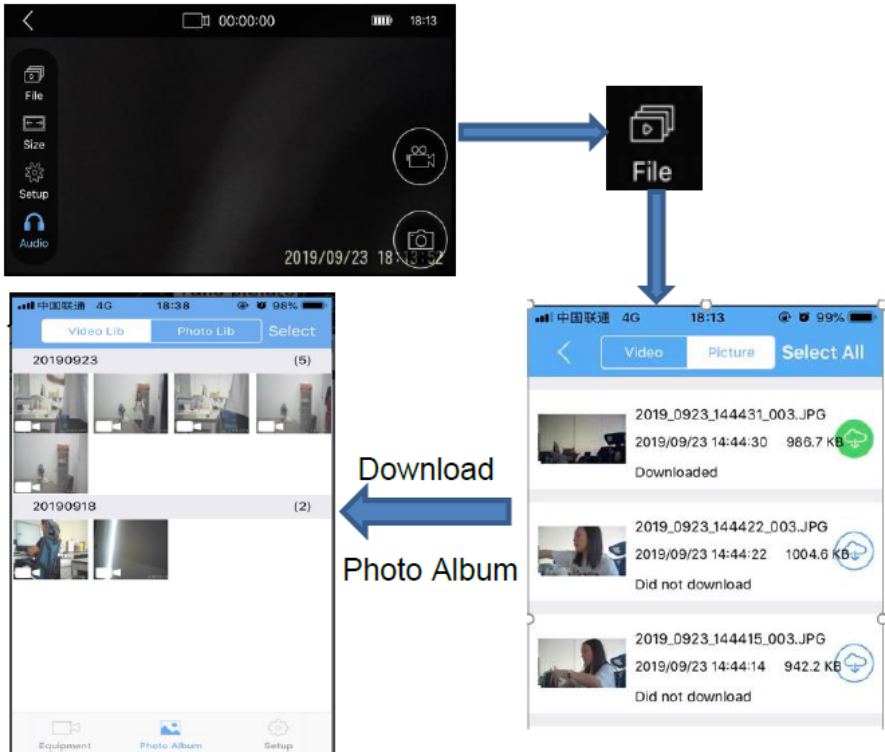 00:00:00
18:13
File
Size
Setup
Audio
2019/09/23 18:13:52
File
中国联通 4G 18:38 98%
Video Lib Photo Lib Select
20190923 (5)
20190918 (2)
Equipment Photo Album Setup
Download
Photo Album
中国联通 4G 18:13 99%
Video Picture Select All
2019_0923_144431_003.JPG
2019/09/23 14:44:30 986.7 KB
Downloaded
2019_0923_144422_003.JPG
2019/09/23 14:44:22 1004.6 KB
Did not download
2019_0923_144415_003.JPG
2019/09/23 14:44:14 942.2 KB
Did not download